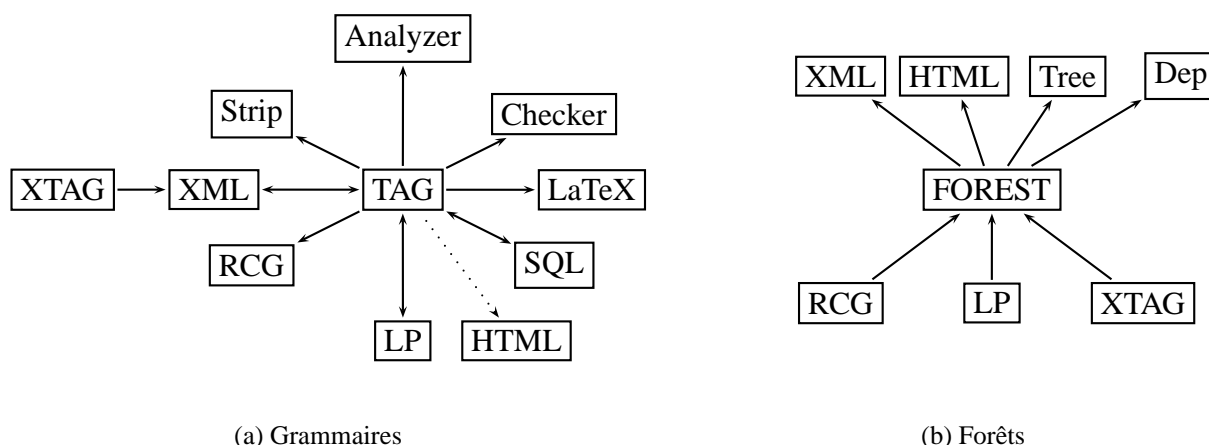 Analyzer
XML HTML Tree Dep
Strip Checker
XTAG XML TAG LaTeX FOREST
RCG SQL
RCG LP XTAG
LP HTML
(a) Grammaires (b) Forêts